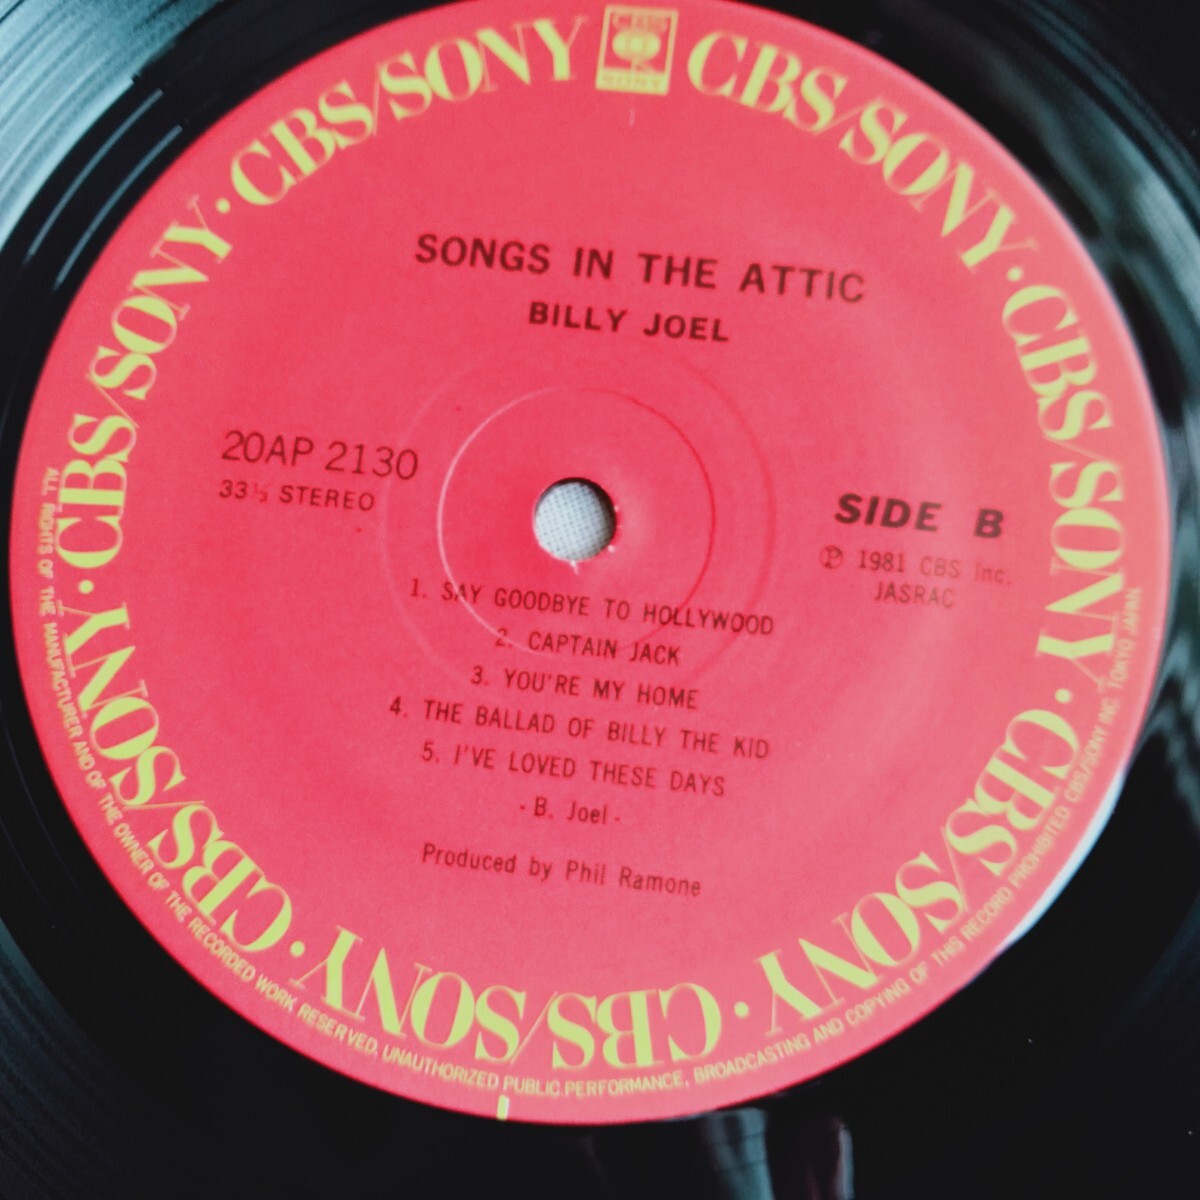 CBS/SONY · CBS/SONY · CBS/SONY · CBS/SONY · CBS/SONY · CBS/SONY · CBS/SONY · CBS/SONY
SONY
SONGS IN THE ATTIC
BILLY JOEL
20AP 2130
33⅓ STEREO
SIDE B
Ⓟ 1981 CBS Inc.
JASRAC
1. SAY GOODBYE TO HOLLYWOOD
2. CAPTAIN JACK
3. YOU'RE MY HOME
4. THE BALLAD OF BILLY THE KID
5. I'VE LOVED THESE DAYS
- B. Joel -
Produced by Phil Ramone
ALL RIGHTS OF THE MANUFACTURER AND OF THE OWNER OF THE RECORDED WORK RESERVED. UNAUTHORIZED PUBLIC PERFORMANCE, BROADCASTING AND COPYING OF THIS RECORD PROHIBITED CBS/SONY INC. TOKYO JAPAN